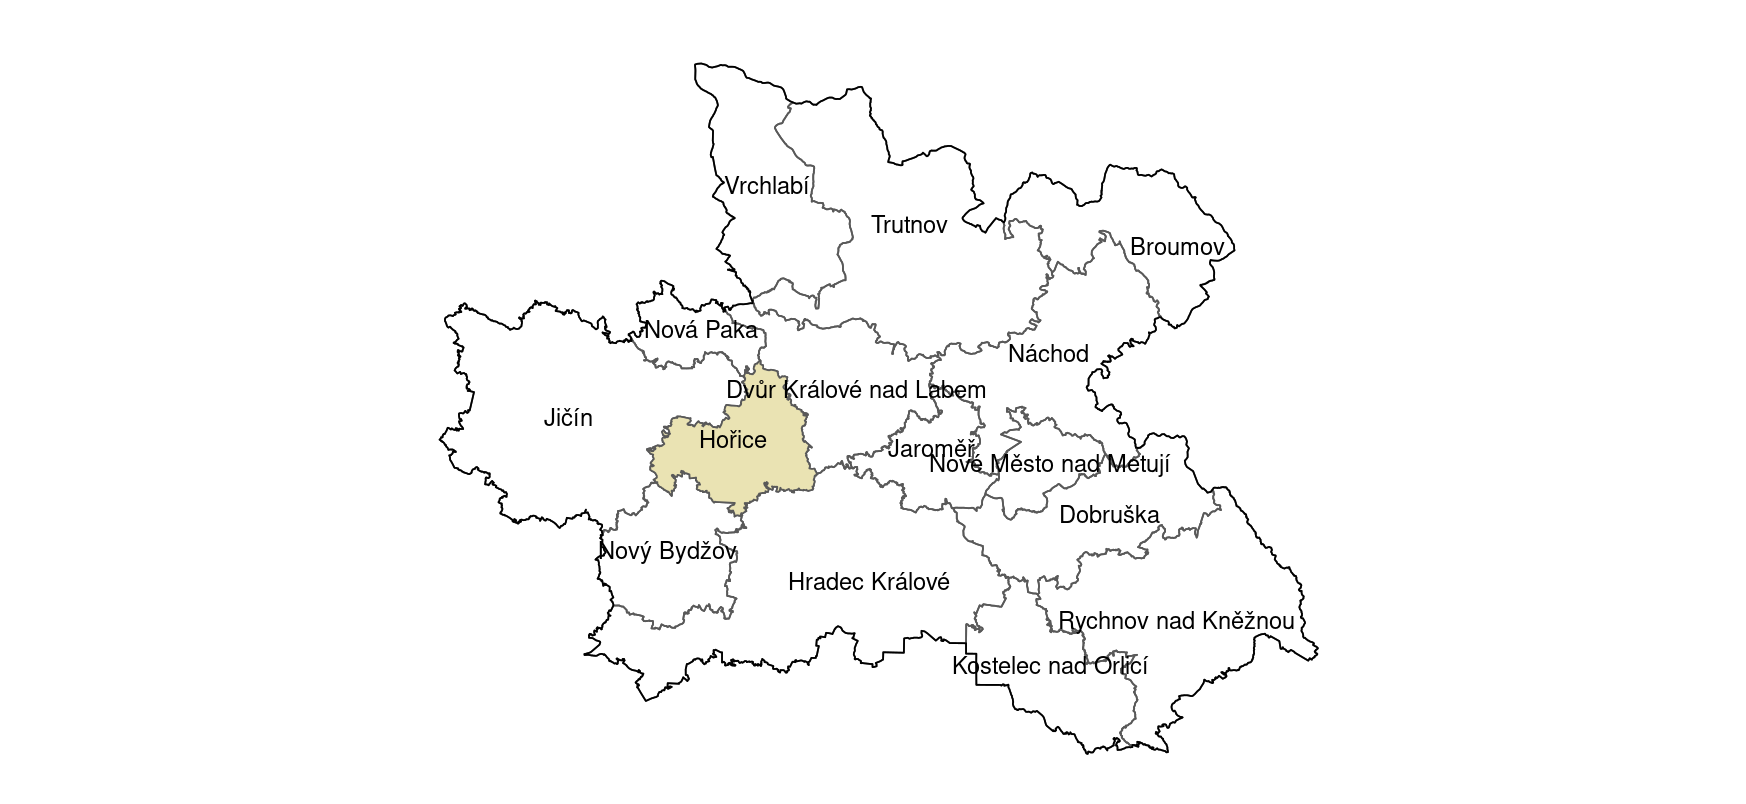 Vrchlabí
Trutnov
Broumov
Nová Paka
Náchod
Dvůr Králové nad Labem
Jičín
Hořice
Jaroměř
Nové Město nad Metují
Dobruška
Nový Bydžov
Hradec Králové
Rychnov nad Kněžnou
Kostelec nad Orlicí